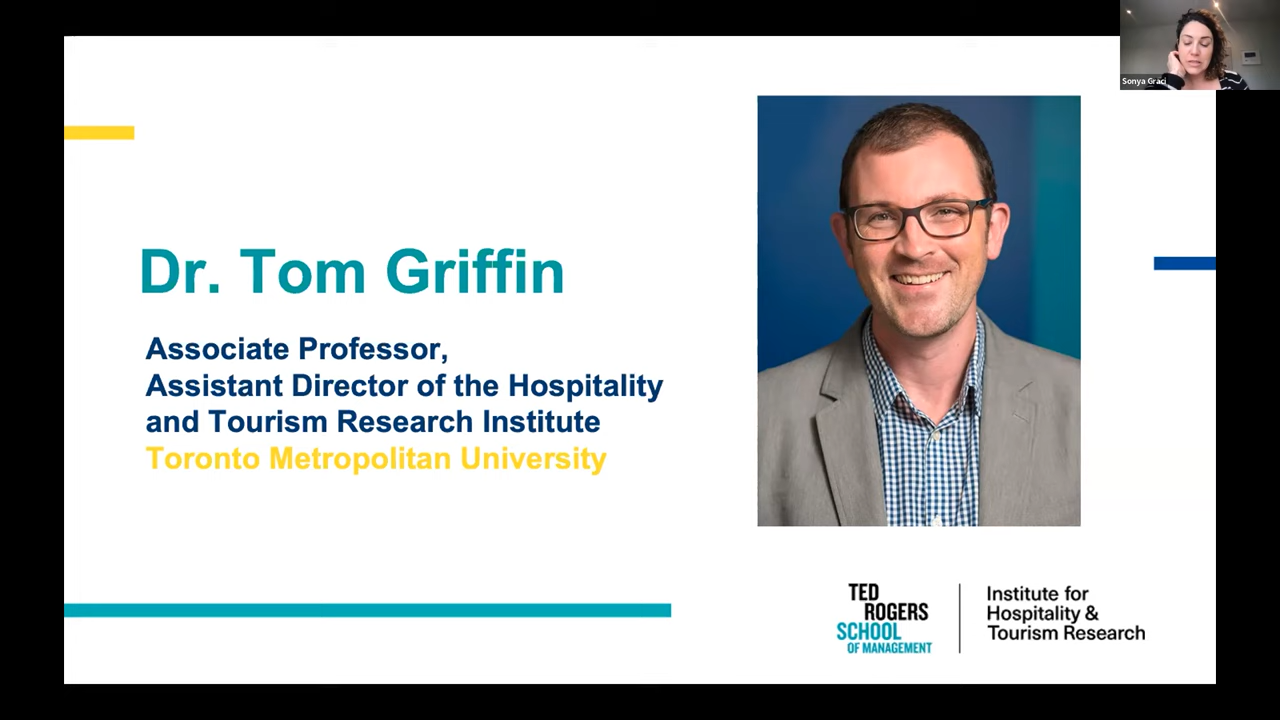 Sonya Graci
Dr. Tom Griffin
Associate Professor,
Assistant Director of the Hospitality
and Tourism Research Institute
Toronto Metropolitan University
TED
ROGERS
SCHOOL
OF MANAGEMENT
Institute for
Hospitality &
Tourism Research